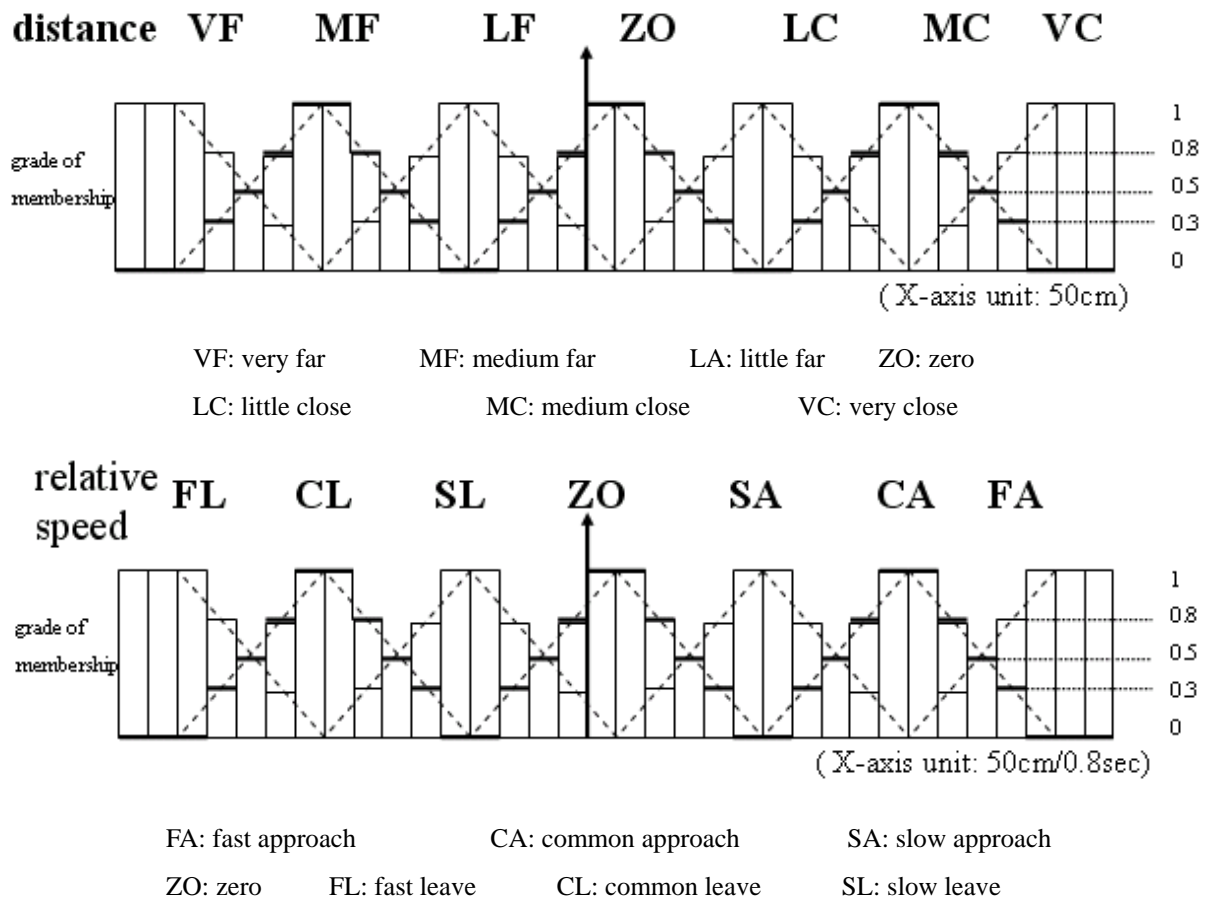 distance VF MF LF ZO LC MC VC
1
0.8
grade of
membership
0.5
0.3
0
( X-axis unit: 50cm)
VF: very far MF: medium far LA: little far ZO: zero
LC: little close MC: medium close VC: very close
relative
speed
FL CL SL ZO SA CA FA
1
0.8
grade of
membership
0.5
0.3
0
( X-axis unit: 50cm/0.8sec)
FA: fast approach CA: common approach SA: slow approach
ZO: zero FL: fast leave CL: common leave SL: slow leave